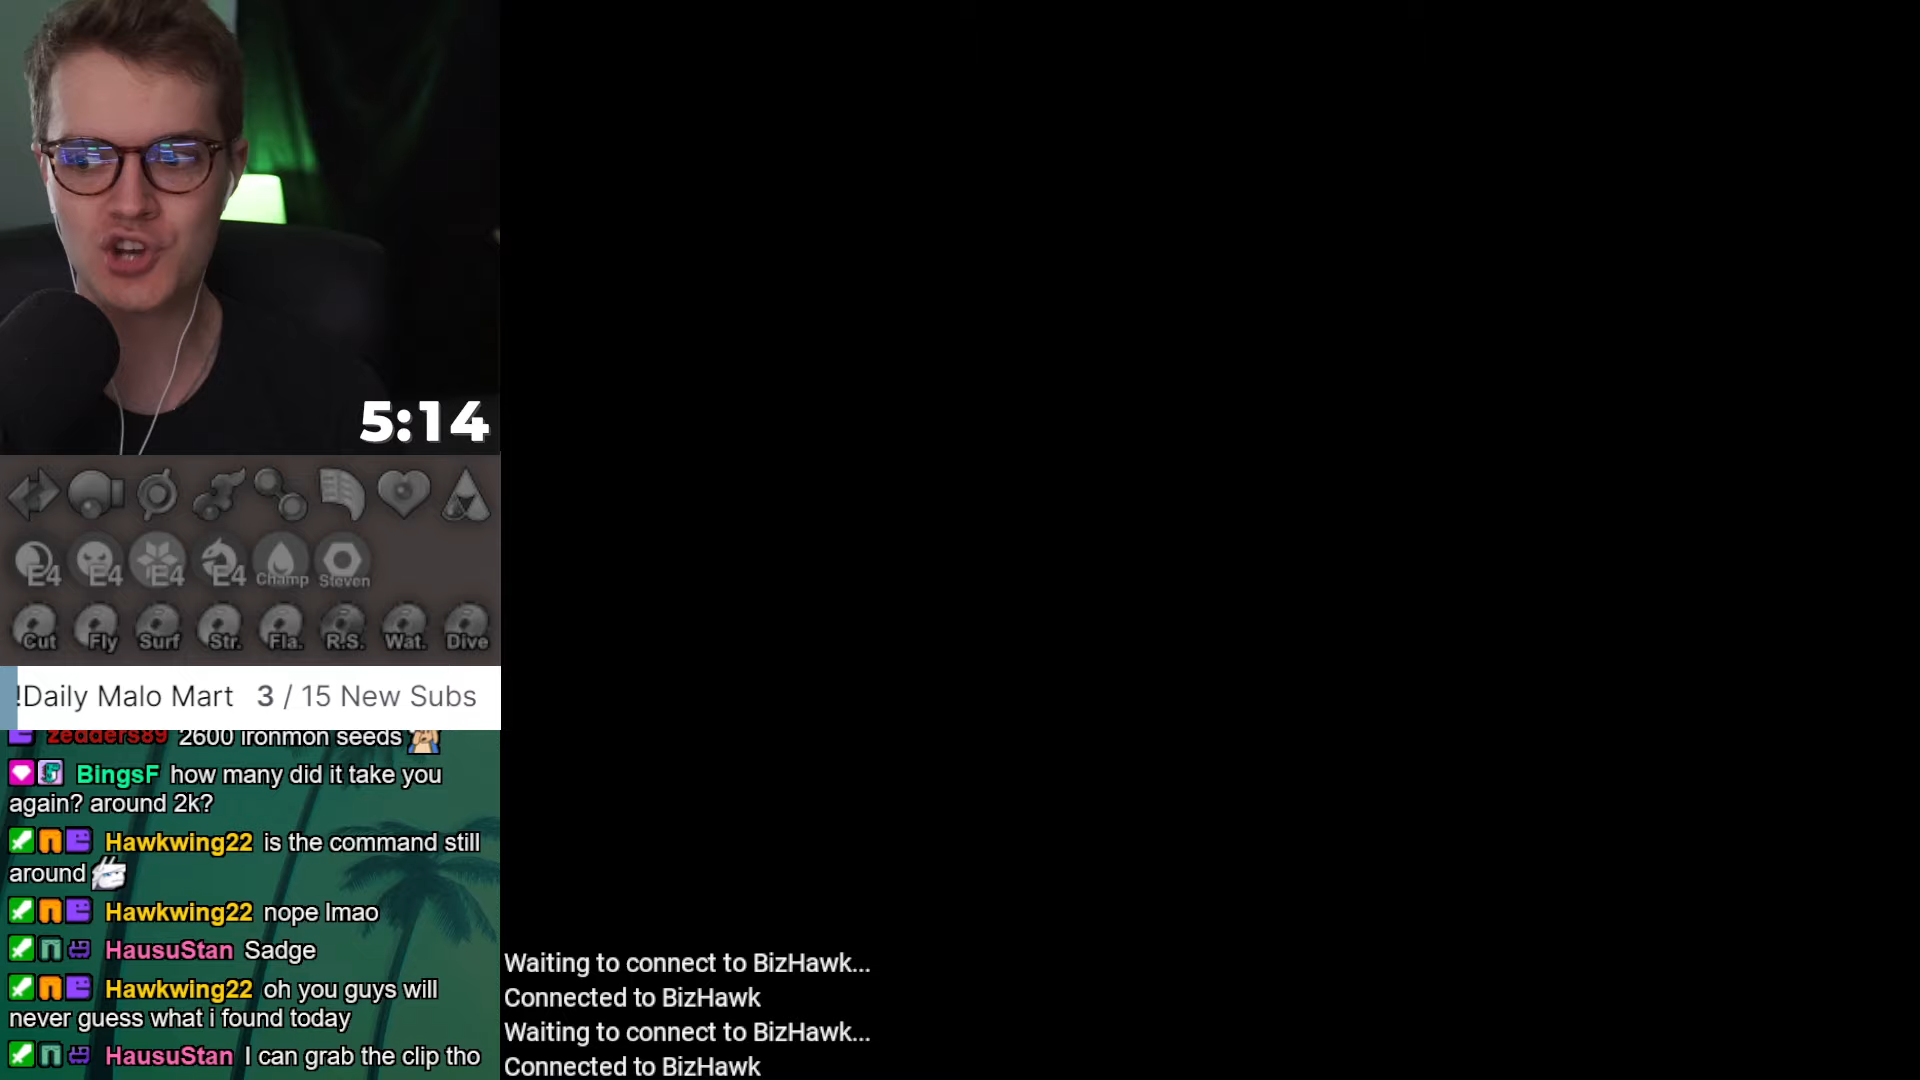 5:14
E4 E4 E4 E4 Champ Steven
Cut Fly Surf Str. Fla. R.S. Wat. Dive
!Daily Malo Mart 3 / 15 New Subs
zedders89 2600 ironmon seeds
BingsF how many did it take you
again? around 2k?
Hawkwing22 is the command still
around
Hawkwing22 nope lmao
HausuStan Sadge
Hawkwing22 oh you guys will
never guess what i found today
HausuStan I can grab the clip tho
Waiting to connect to BizHawk...
Connected to BizHawk
Waiting to connect to BizHawk...
Connected to BizHawk